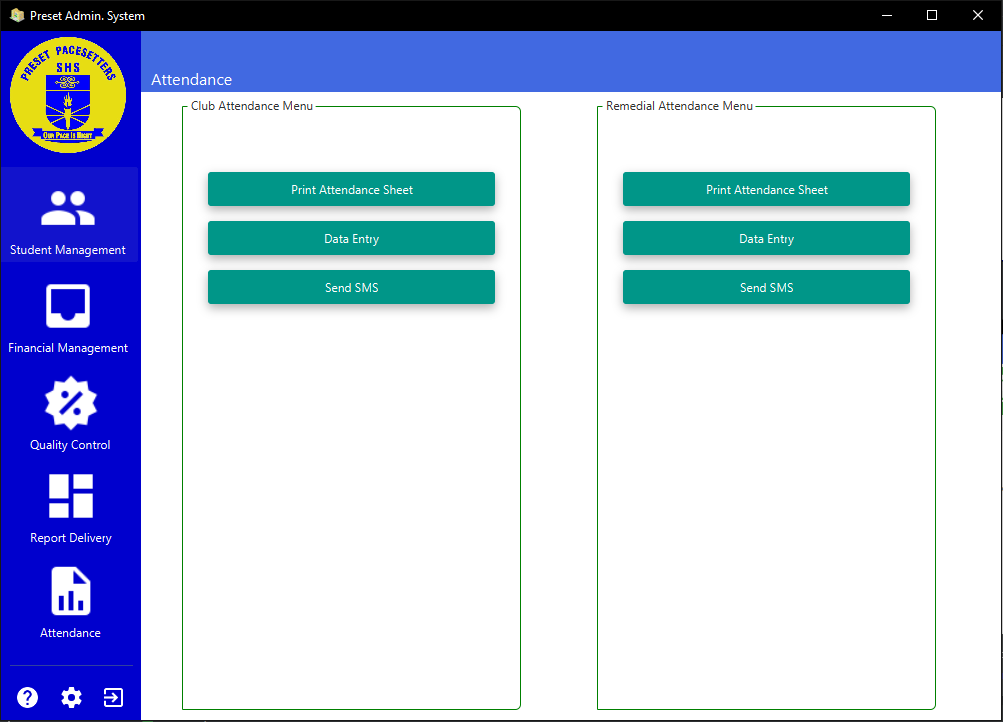 Preset Admin. System
PRESET PACESETTERS
SHS
OUR PACE IS RIGHT
Attendance
Club Attendance Menu
Remedial Attendance Menu
Print Attendance Sheet
Print Attendance Sheet
Data Entry
Data Entry
Send SMS
Send SMS
Student Management
Financial Management
Quality Control
Report Delivery
Attendance